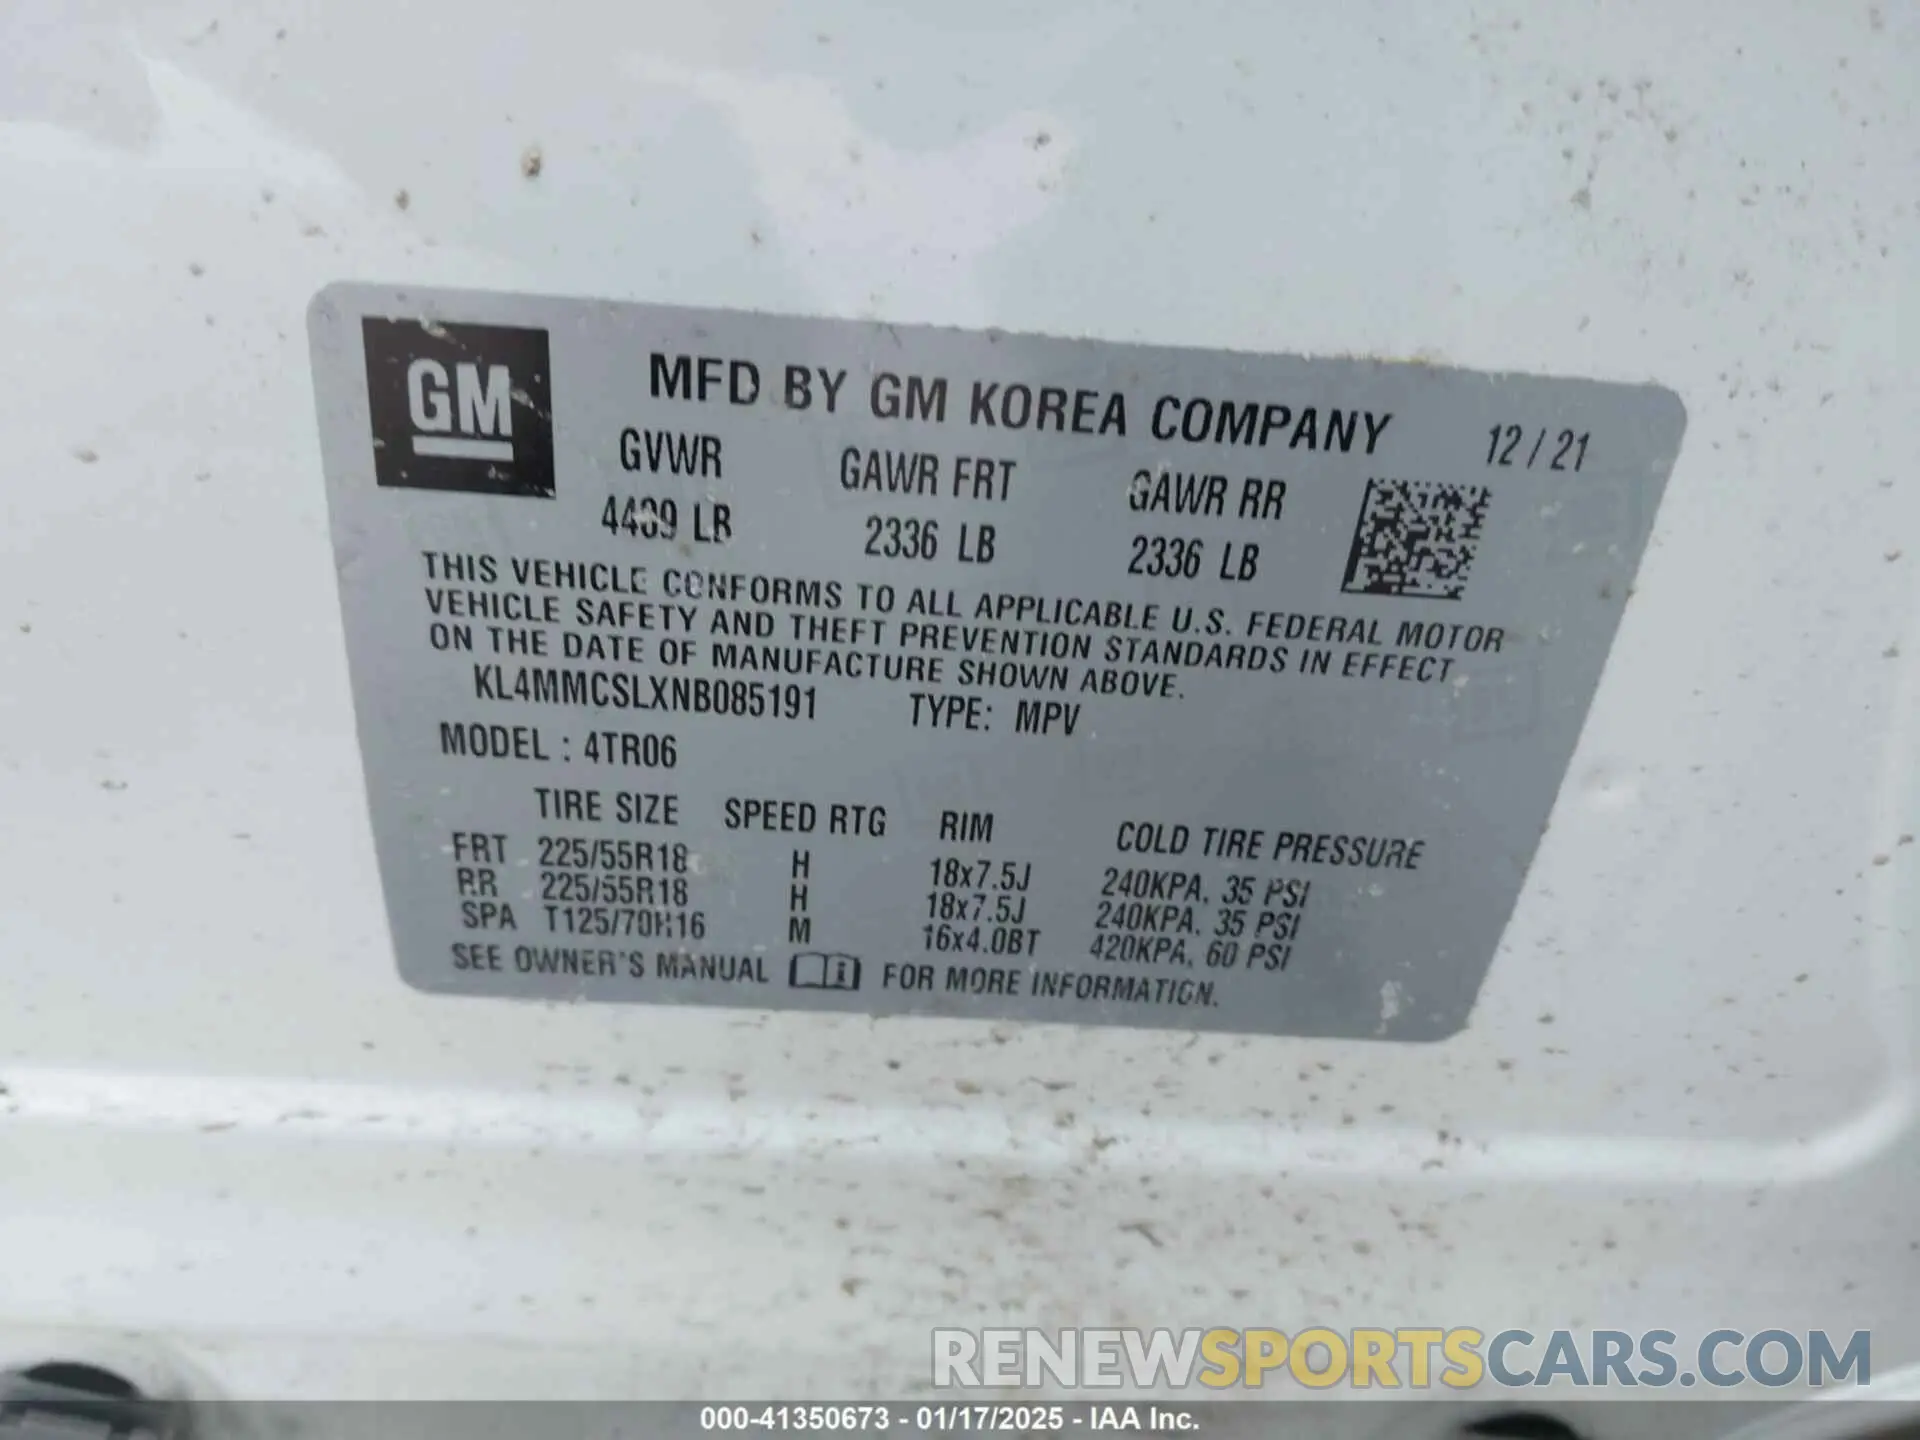 GM
MFD BY GM KOREA COMPANY 12/21
GVWR GAWR FRT GAWR RR
LB 2336 LB 2336 LB
THIS VEHICLE CONFORMS TO ALL APPLICABLE U.S. FEDERAL MOTOR
VEHICLE SAFETY AND THEFT PREVENTION STANDARDS IN EFFECT
ON THE DATE OF MANUFACTURE SHOWN ABOVE.
KL4MMCSLXNB085191 TYPE: MPV
MODEL : 4TR06
TIRE SIZE SPEED RTG RIM COLD TIRE PRESSURE
FRT 225/55R18 H 18x7.5J 240KPA, 35 PSI
RR 225/55R18 H 18x7.5J 240KPA, 35 PSI
SPA T125/70R16 M 16x4.0BT 420KPA, 60 PSI
SEE OWNER'S MANUAL FOR MORE INFORMATION.
RENEWSPORTSCARS.COM
000-41350673 - 01/17/2025 - IAA Inc.